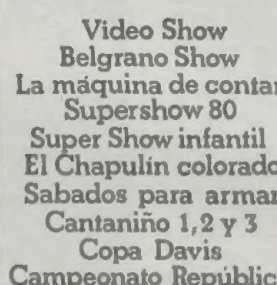 Video Show
Belgrano Show
La máquina de contar
Supershow 80
Super Show infantil
El Chapulín colorado
Sabados para armar
Cantaniño 1, 2 y 3
Copa Davis
Campeonato Repúblic